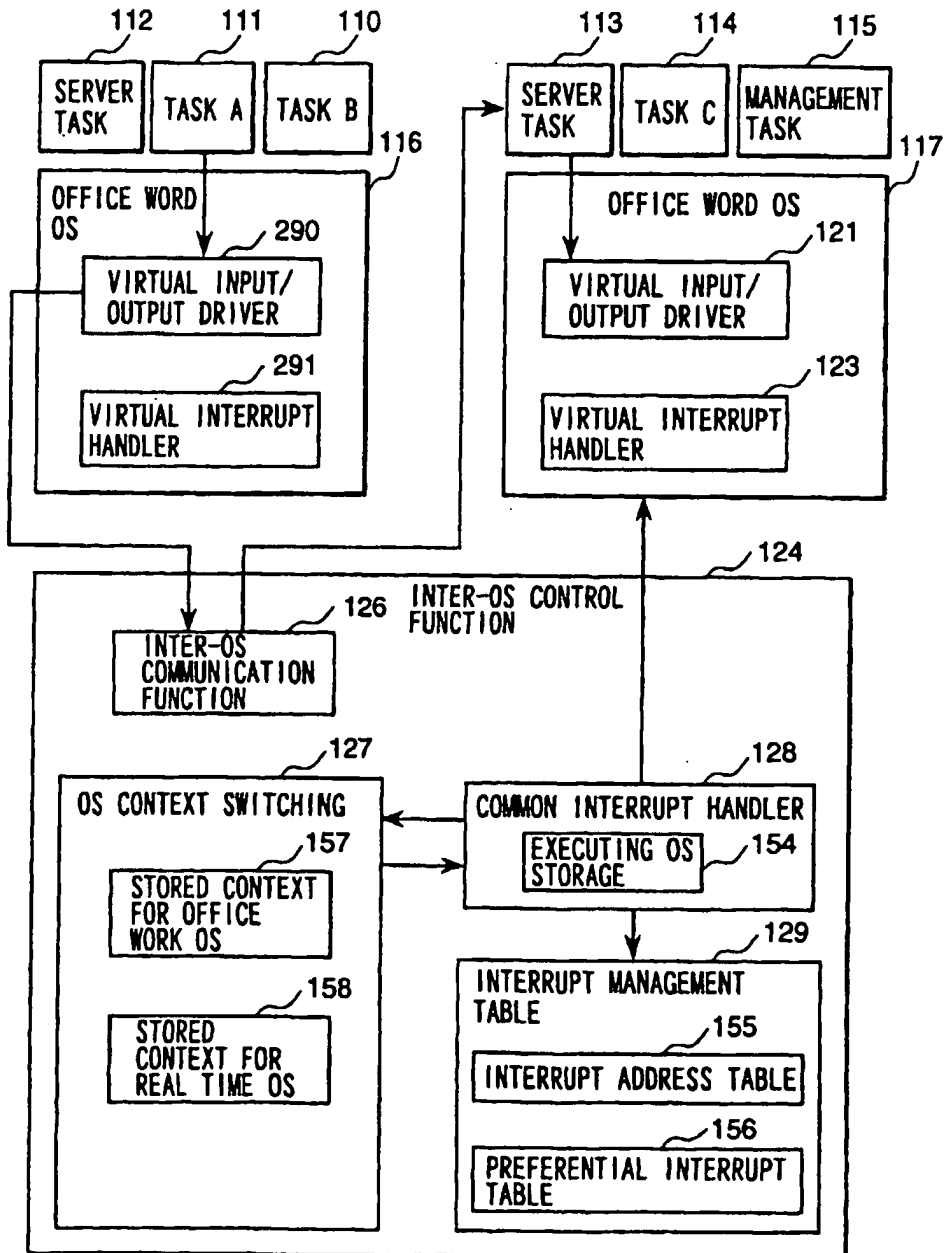 112
111
110
113
114
115
SERVER
TASK
TASK A
TASK B
SERVER
TASK
TASK C
MANAGEMENT
TASK
116
117
OFFICE WORD
OS
290
VIRTUAL INPUT/
OUTPUT DRIVER
291
VIRTUAL INTERRUPT
HANDLER
OFFICE WORD OS
121
VIRTUAL INPUT/
OUTPUT DRIVER
123
VIRTUAL INTERRUPT
HANDLER
124
INTER-OS CONTROL
FUNCTION
126
INTER-OS
COMMUNICATION
FUNCTION
127
OS CONTEXT SWITCHING
157
STORED CONTEXT
FOR OFFICE
WORK OS
158
STORED
CONTEXT FOR
REAL TIME OS
128
COMMON INTERRUPT HANDLER
EXECUTING OS
STORAGE
154
129
INTERRUPT MANAGEMENT
TABLE
155
INTERRUPT ADDRESS TABLE
156
PREFERENTIAL INTERRUPT
TABLE